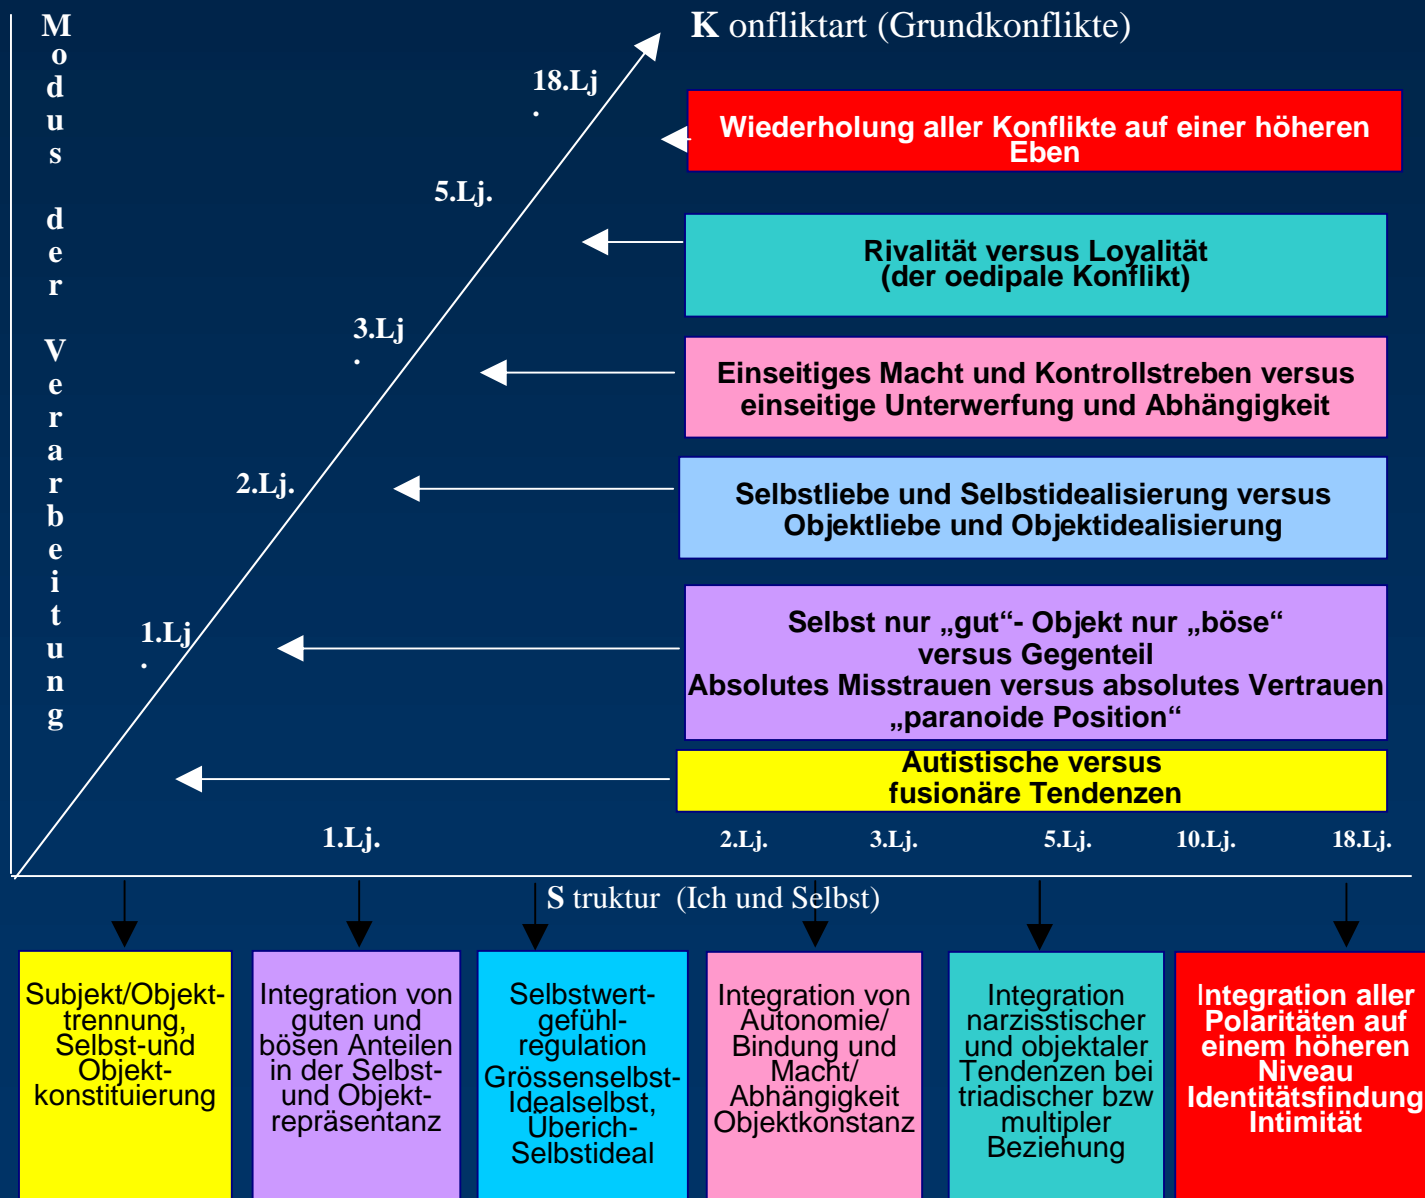 Modus der Verarbeitung
K onfliktart (Grundkonflikte)
18.Lj
.
Wiederholung aller Konflikte auf einer höheren
Eben
5.Lj.
Rivalität versus Loyalität
(der oedipale Konflikt)
3.Lj
.
Einseitiges Macht und Kontrollstreben versus
einseitige Unterwerfung und Abhängigkeit
2.Lj.
Selbstliebe und Selbstidealisierung versus
Objektliebe und Objektidealisierung
1.Lj
.
Selbst nur „gut“- Objekt nur „böse“
versus Gegenteil
Absolutes Misstrauen versus absolutes Vertrauen
„paranoide Position“
Autistische versus
fusionäre Tendenzen
1.Lj. 2.Lj. 3.Lj. 5.Lj. 10.Lj. 18.Lj.
S truktur (Ich und Selbst)
Subjekt/Objekt-
trennung,
Selbst-und
Objekt-
konstituierung
Integration von
guten und
bösen Anteilen
in der Selbst-
und Objekt-
repräsentanz
Selbstwert-
gefühl-
regulation
Grössenselbst-
Idealselbst,
Überich-
Selbstideal
Integration von
Autonomie/
Bindung und
Macht/
Abhängigkeit
Objektkonstanz
Integration
narzisstischer
und objektaler
Tendenzen bei
triadischer bzw
multipler
Beziehung
Integration aller
Polaritäten auf
einem höheren
Niveau
Identitätsfindung
Intimität